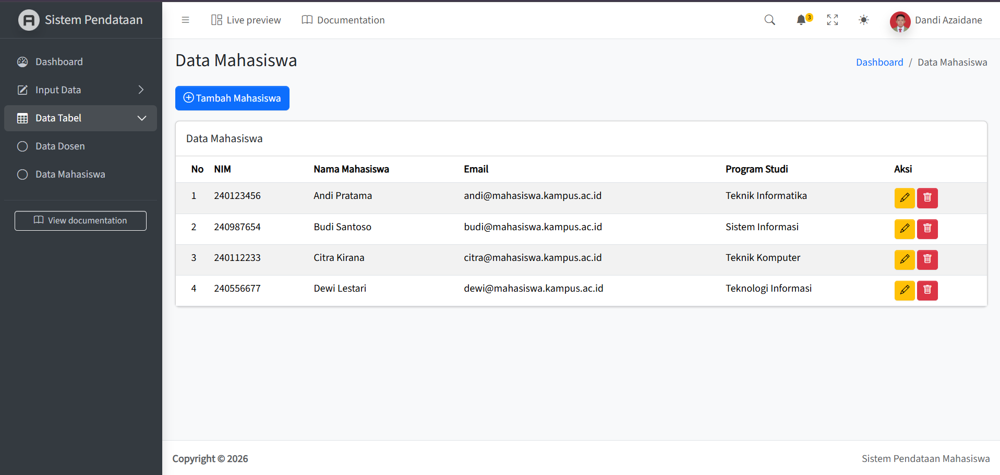 Sistem Pendataan
Live preview
Documentation
3
Dandi Azaidane
Dashboard
Input Data
Data Tabel
Data Dosen
Data Mahasiswa
View documentation
Data Mahasiswa
Dashboard / Data Mahasiswa
Tambah Mahasiswa
Data Mahasiswa
No NIM Nama Mahasiswa Email Program Studi Aksi
1 240123456 Andi Pratama andi@mahasiswa.kampus.ac.id Teknik Informatika
2 240987654 Budi Santoso budi@mahasiswa.kampus.ac.id Sistem Informasi
3 240112233 Citra Kirana citra@mahasiswa.kampus.ac.id Teknik Komputer
4 240556677 Dewi Lestari dewi@mahasiswa.kampus.ac.id Teknologi Informasi
Copyright © 2026
Sistem Pendataan Mahasiswa